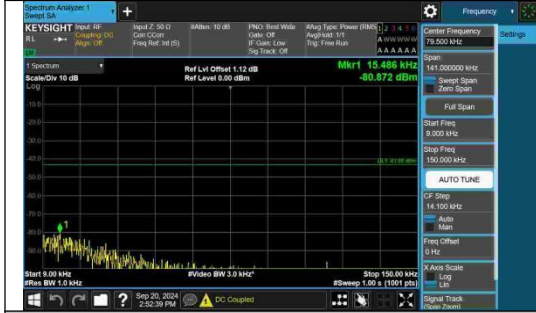 Spectrum Analyzer 1
Swept SA
Frequency
Settings
KEYSIGHT
RL
Input: RF
Coupling: DC
Align: Off
Input Z: 50 Ω
Corr CCorr
Freq Ref: Int (S)
#Atten: 10 dB
PNO: Best Wide
Gate: Off
IF Gain: Low
Sig Track: Off
#Avg Type: Power (RMS)
Avg|Hold: 1/1
Trig: Free Run
1 2 3 4 5 6
A W W W W W
A A A A A A
1 Spectrum
Scale/Div 10 dB
Log
Ref Lvl Offset 1.12 dB
Ref Level 0.00 dBm
Mkr1 15.486 kHz
-80.872 dBm
-10.0
-20.0
-30.0
-40.0
-50.0
-60.0
-70.0
-80.0
-90.0
1
Start 9.00 kHz
#Res BW 1.0 kHz
#Video BW 3.0 kHz*
Stop 150.00 kHz
#Sweep 1.00 s (1001 pts)
Sep 20, 2024
2:52:39 PM
DC Coupled
Center Frequency
79.500 kHz
Span
141.000000 kHz
Swept Span
Zero Span
Full Span
Start Freq
9.000 kHz
Stop Freq
150.000 kHz
AUTO TUNE
CF Step
14.100 kHz
Auto
Man
Freq Offset
0 Hz
X Axis Scale
Log
Lin
Signal Track
(Span Zoom)